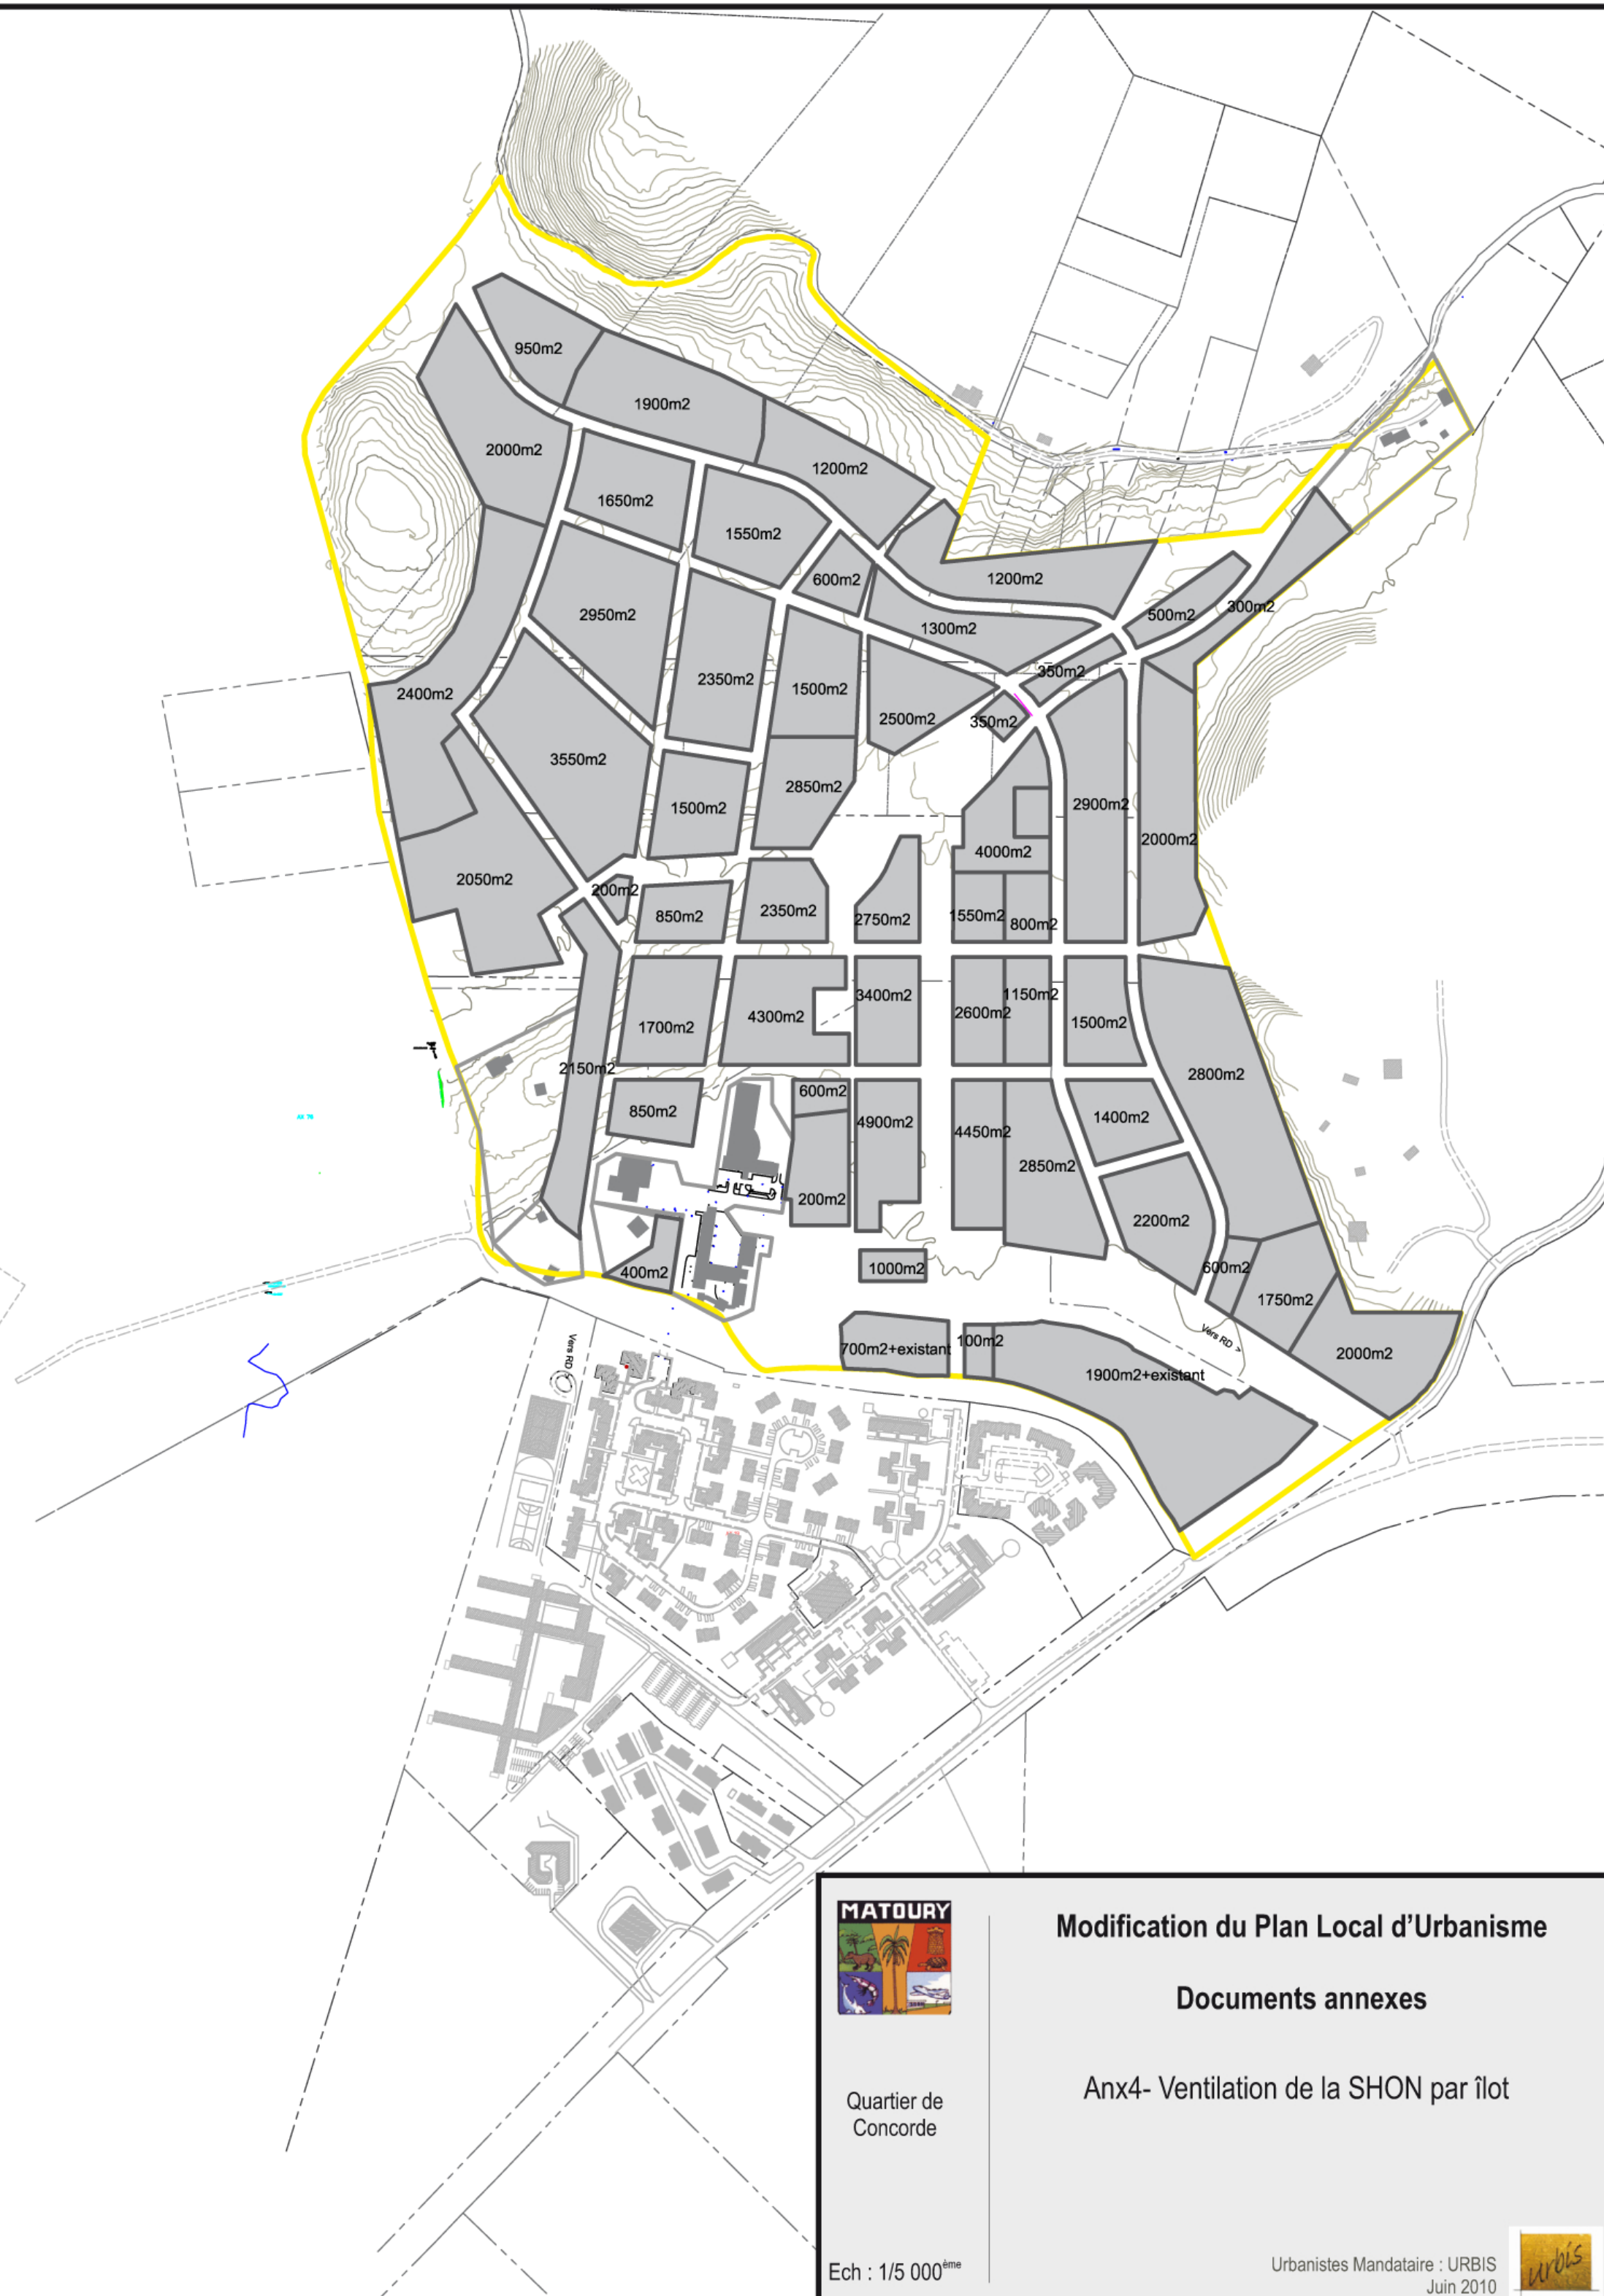 950m2
1900m2
2000m2
1200m2
1650m2
1550m2
600m2
1200m2
2950m2
500m2
300m2
1300m2
350m2
2350m2
1500m2
2400m2
2500m2
350m2
3550m2
2850m2
1500m2
2900m2
2000m2
4000m2
2050m2
200m2
850m2
2350m2
2750m2
1550m2
800m2
3400m2
1150m2
1700m2
4300m2
2600m2
1500m2
2150m2
2800m2
600m2
850m2
4900m2
4450m2
1400m2
2850m2
200m2
2200m2
400m2
1000m2
600m2
1750m2
Vers RD >
700m2+existant
100m2
2000m2
1900m2+existant
Vers RD
MATOURY
Modification du Plan Local d'Urbanisme
Documents annexes
Anx4- Ventilation de la SHON par îlot
Quartier de
Concorde
Ech : 1/5 000ème
Urbanistes Mandataire : URBIS
Juin 2010
urbis